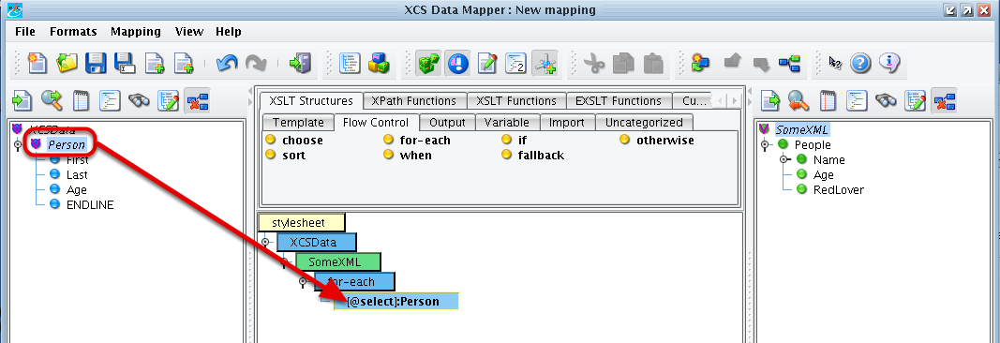 XCS Data Mapper : New mapping
File Formats Mapping View Help
XSLT Structures XPath Functions XSLT Functions EXSLT Functions Cu...
Template Flow Control Output Variable Import Uncategorized
choose for-each if otherwise
sort when fallback
XCSData
Person
First
Last
Age
ENDLINE
stylesheet
XCSData
SomeXML
for-each
[@select]:Person
SomeXML
People
Name
Age
RedLover